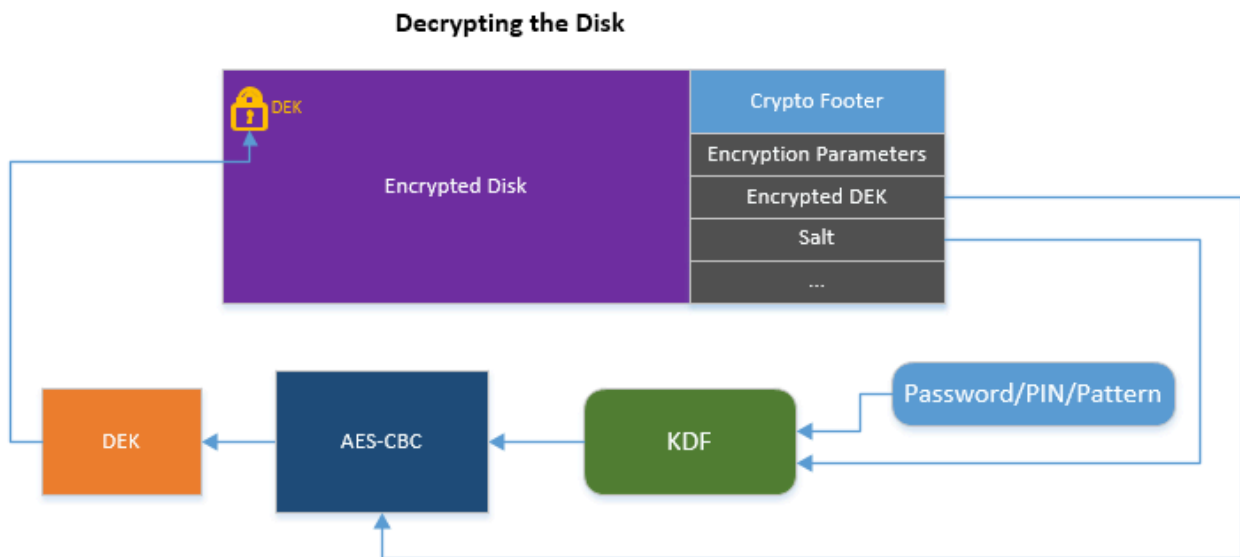 Decrypting the Disk
DEK
Encrypted Disk
Crypto Footer
Encryption Parameters
Encrypted DEK
Salt
...
Password/PIN/Pattern
DEK
AES-CBC
KDF